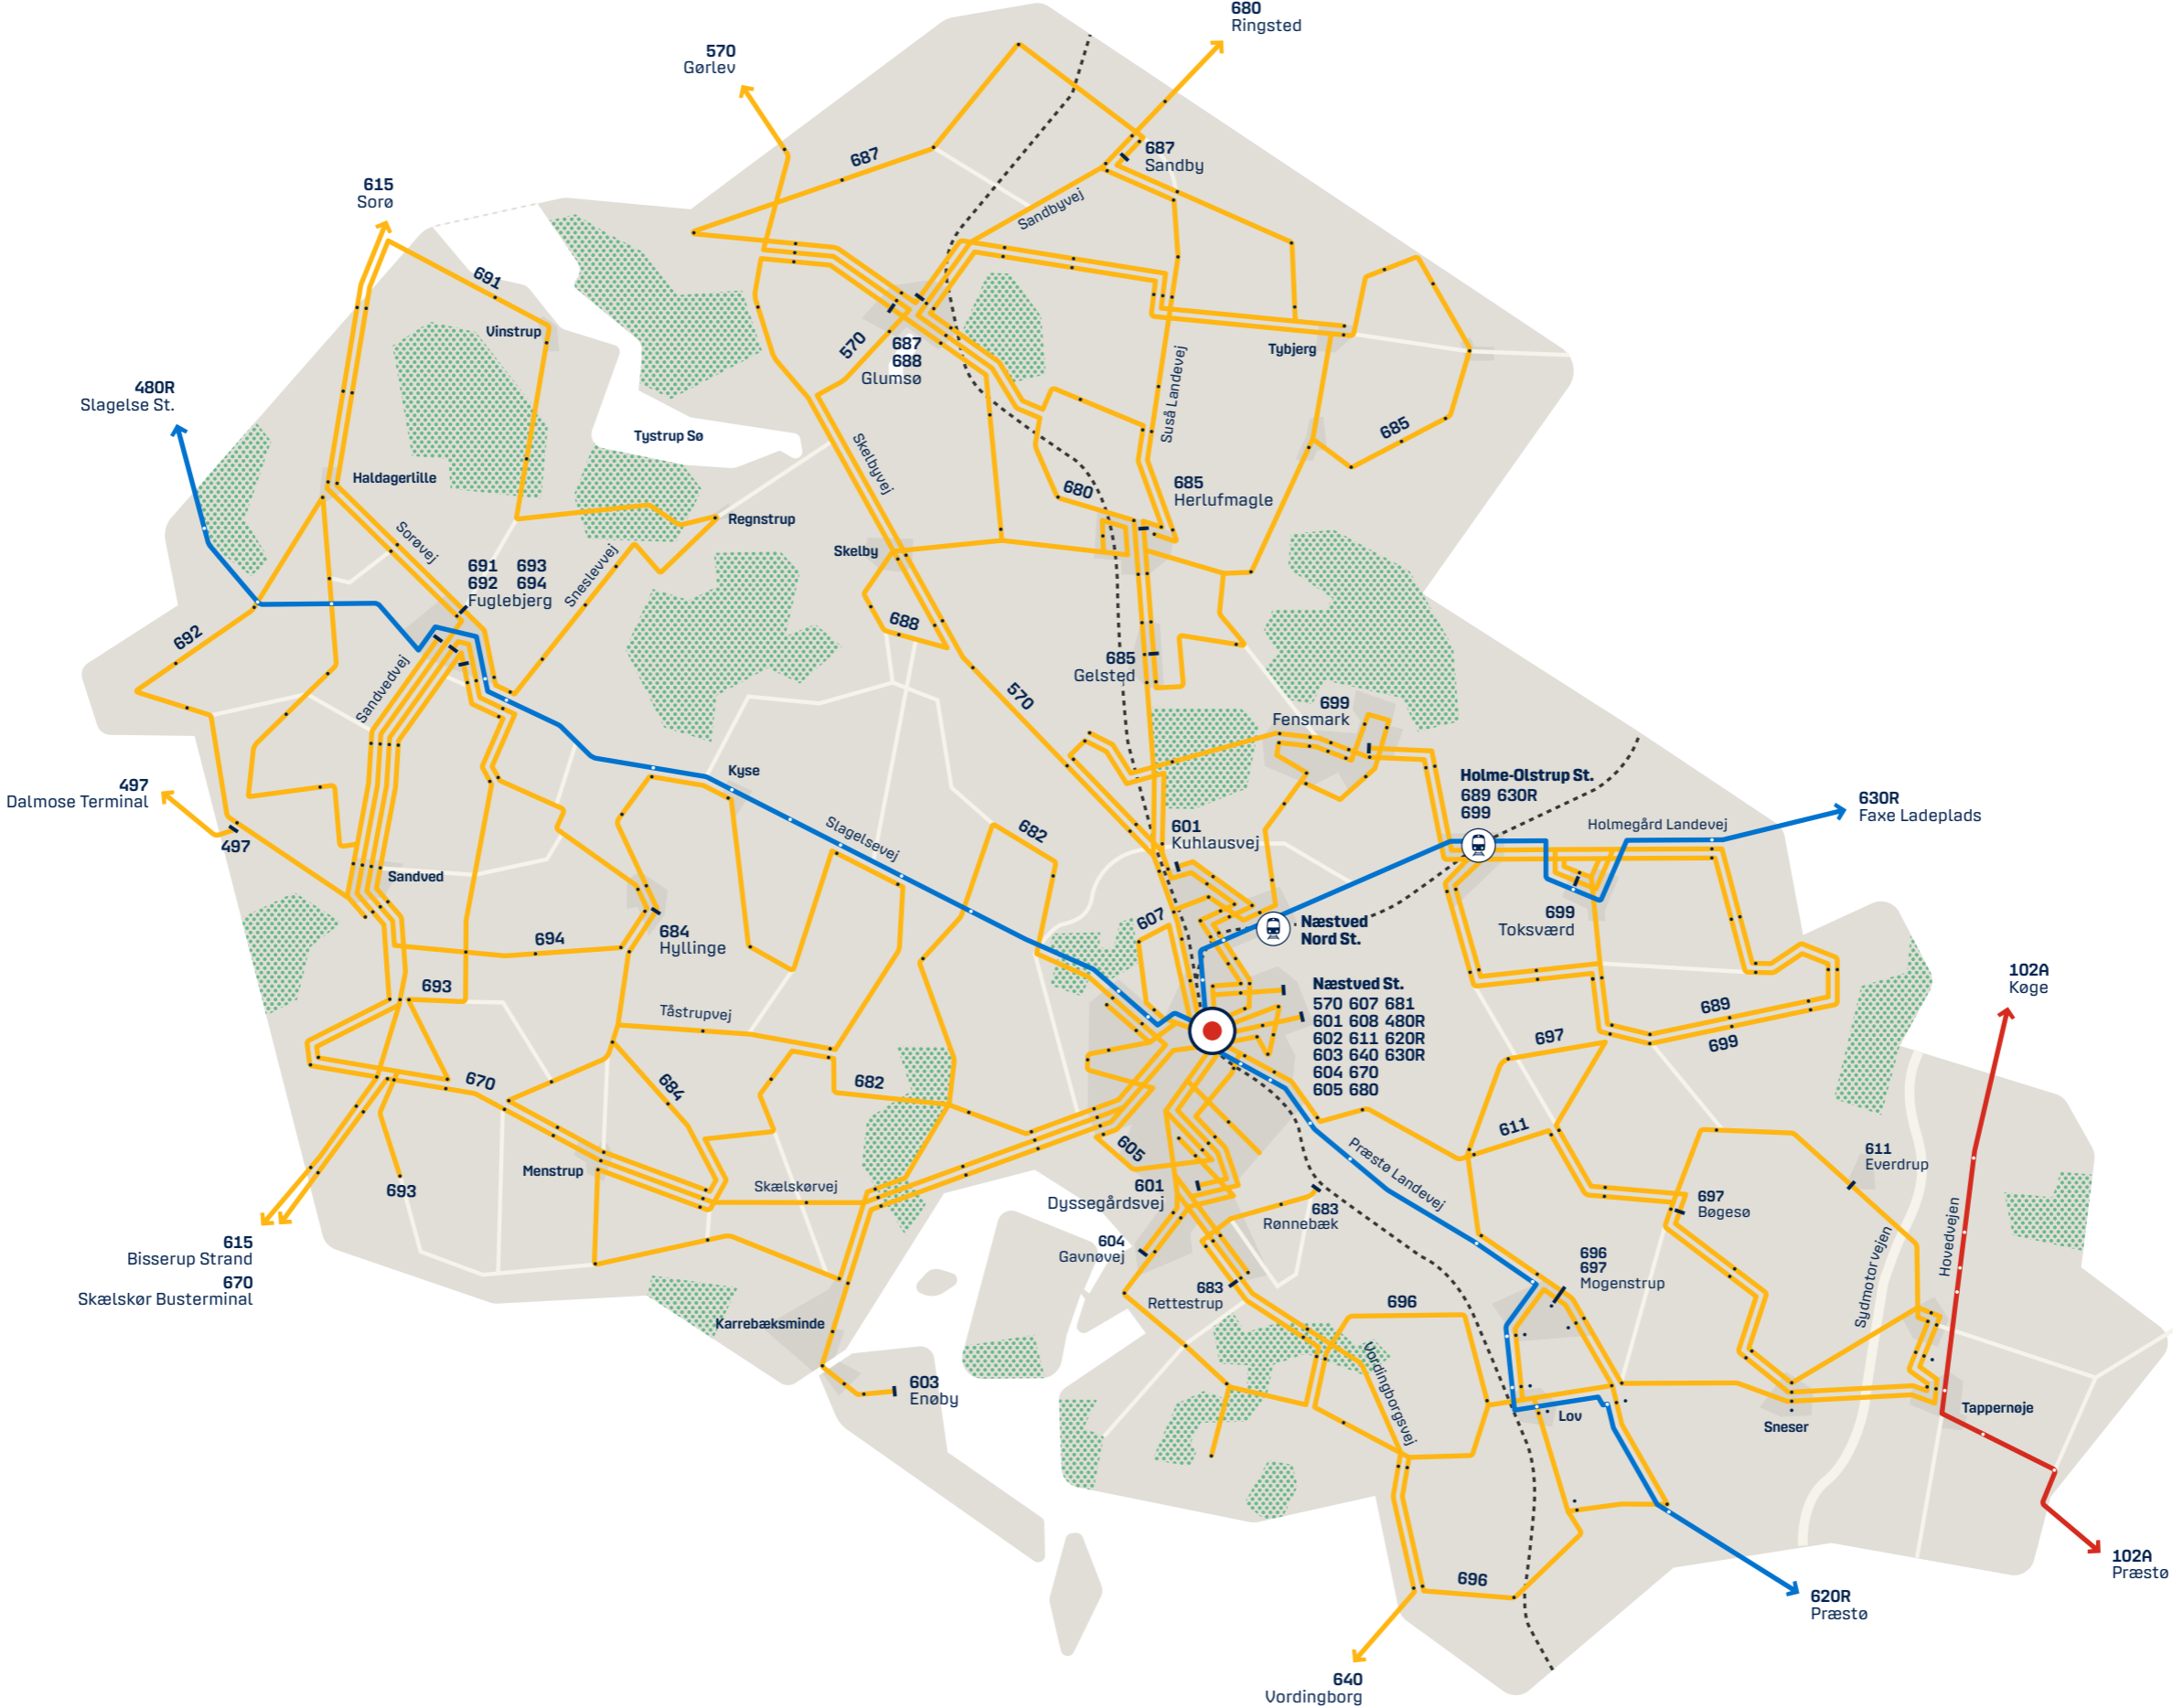 680
Ringsted
570
Gørlev
687
687
Sandby
615
Sorø
Sandbyvej
691
Vinstrup
570
687
688
Glumsø
Tybjerg
Suså Landevej
480R
Slagelse St.
685
Tystrup Sø
Skelbyvej
Haldagerlille
680
685
Herlufmagle
Regnstrup
Sorøvej
Skelby
691 693
692 694
Fuglebjerg
Sneslevvej
688
692
685
Gelsted
Sandvedvej
570
699
Fensmark
Kyse
Holme-Olstrup St.
689 630R
699
497
Dalmose Terminal
630R
Faxe Ladeplads
Holmegård Landevej
497
Slagelsevej
682
601
Kuhlausvej
Sandved
607
699
Toksværd
Næstved
Nord St.
684
Hyllinge
694
102A
Køge
693
Næstved St.
570 607 681
601 608 480R
602 611 620R
603 640 630R
604 670
605 680
689
699
Tåstrupvej
697
670
684
682
611
605
Præstø Landevej
611
Everdrup
Menstrup
693
Skælskørvej
601
Dyssegårdsvej
683
Rønnebæk
697
Bøgesø
Hovedvejen
Sydmotorvejen
615
Bisserup Strand
670
Skælskør Busterminal
604
Gavnøvej
696
697
Mogenstrup
683
Rettestrup
696
Karrebæksminde
Vordingborgsvej
603
Enøby
Lov
Sneser
Tappernøje
102A
Præstø
696
620R
Præstø
640
Vordingborg